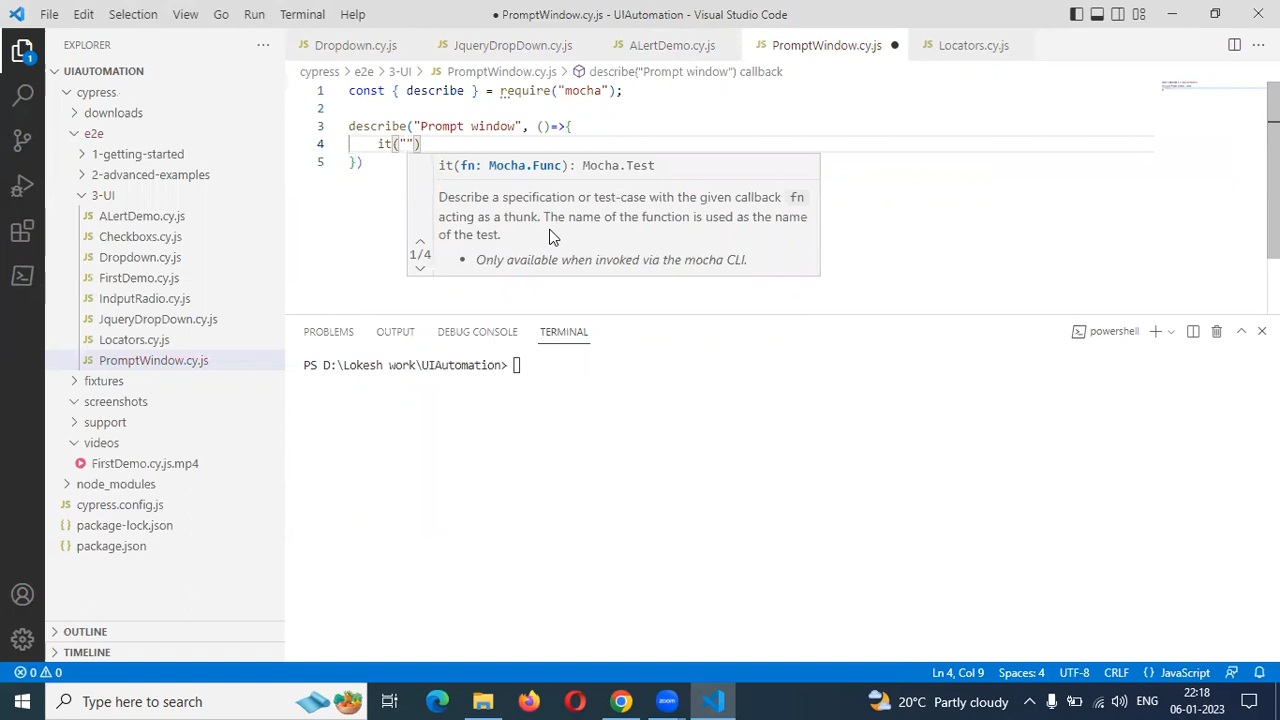 File Edit Selection View Go Run Terminal Help
● PromptWindow.cy.js - UIAutomation - Visual Studio Code
EXPLORER
Dropdown.cy.js JqueryDropDown.cy.js ALertDemo.cy.js PromptWindow.cy.js Locators.cy.js
cypress > e2e > 3-UI > JS PromptWindow.cy.js > describe("Prompt window") callback
UIAUTOMATION
cypress
downloads
e2e
1-getting-started
2-advanced-examples
3-UI
JS ALertDemo.cy.js
JS Checkboxs.cy.js
JS Dropdown.cy.js
JS FirstDemo.cy.js
JS IndputRadio.cy.js
JS JqueryDropDown.cy.js
JS Locators.cy.js
JS PromptWindow.cy.js
fixtures
screenshots
support
videos
FirstDemo.cy.js.mp4
node_modules
JS cypress.config.js
{} package-lock.json
{} package.json
OUTLINE
TIMELINE
1 const { describe } = require("mocha");
2
3 describe("Prompt window", ()=>{
4 it("")
5 })
it(fn: Mocha.Func): Mocha.Test
Describe a specification or test-case with the given callback fn
acting as a thunk. The name of the function is used as the name
of the test.
1/4
• Only available when invoked via the mocha CLI.
PROBLEMS OUTPUT DEBUG CONSOLE TERMINAL
powershell
PS D:\Lokesh work\UIAutomation>
0 0
Ln 4, Col 9 Spaces: 4 UTF-8 CRLF {} JavaScript
Type here to search
zoom
20°C Partly cloudy
ENG
22:18
06-01-2023